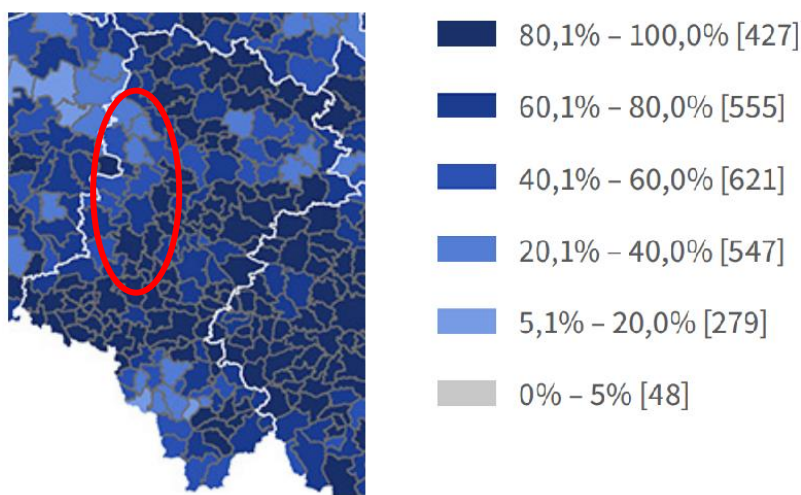 80,1% – 100,0% [427]
60,1% – 80,0% [555]
40,1% – 60,0% [621]
20,1% – 40,0% [547]
5,1% – 20,0% [279]
0% – 5% [48]